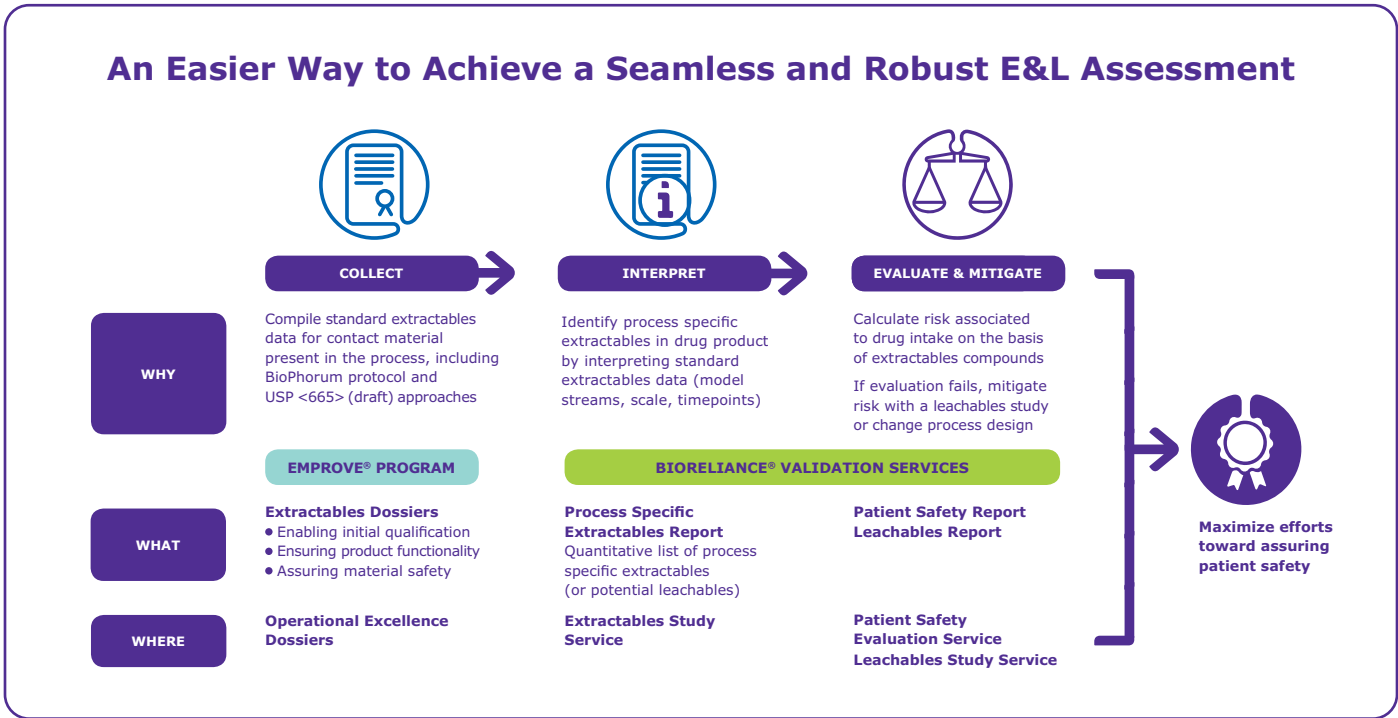 An Easier Way to Achieve a Seamless and Robust E&L Assessment
COLLECT
INTERPRET
EVALUATE & MITIGATE
WHY
Compile standard extractables
data for contact material
present in the process, including
BioPhorum protocol and
USP <665> (draft) approaches
Identify process specific
extractables in drug product
by interpreting standard
extractables data (model
streams, scale, timepoints)
Calculate risk associated
to drug intake on the basis
of extractables compounds
If evaluation fails, mitigate
risk with a leachables study
or change process design
EMPROVE® PROGRAM
BIORELIANCE® VALIDATION SERVICES
WHAT
Extractables Dossiers
• Enabling initial qualification
• Ensuring product functionality
• Assuring material safety
Process Specific
Extractables Report
Quantitative list of process
specific extractables
(or potential leachables)
Patient Safety Report
Leachables Report
WHERE
Operational Excellence
Dossiers
Extractables Study
Service
Patient Safety
Evaluation Service
Leachables Study Service
Maximize efforts
toward assuring
patient safety